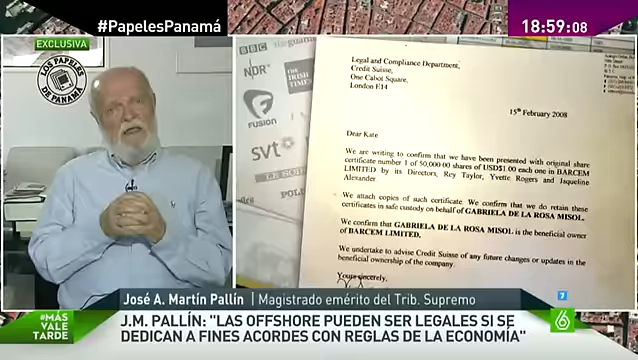 #PapelesPanamá
18:59:08
EXCLUSIVA
LOS PAPELES
DE PANAMÁ
BBC
NDR
THE
IRISH
TIMES
FUSION
svt
Legal and Compliance Department,
Credit Suisse,
One Cabot Square,
London E14
15th February 2008
Dear Kate
We are writing to confirm that we have been presented with original share
certificate number 1 of 50,000.00 shares of USD$1.00 each one in BARCEM
LIMITED by its Directors, Rey Taylor, Yvette Rogers and Jaqueline
Alexander
We attach copies of such certificate. We confirm that we do retain these
certificates in safe custody on behalf of GABRIELA DE LA ROSA MISOL.
We confirm that GABRIELA DE LA ROSA MISOL is the beneficial owner
of BARCEM LIMITED.
We undertake to advise Credit Suisse of any future changes or updates in the
beneficial ownership of the company.
Yours sincerely,
José A. Martín Pallín | Magistrado emérito del Trib. Supremo
#MÁS
VALE
TARDE
J.M. PALLÍN: "LAS OFFSHORE PUEDEN SER LEGALES SI SE
DEDICAN A FINES ACORDES CON REGLAS DE LA ECONOMÍA"
7
6